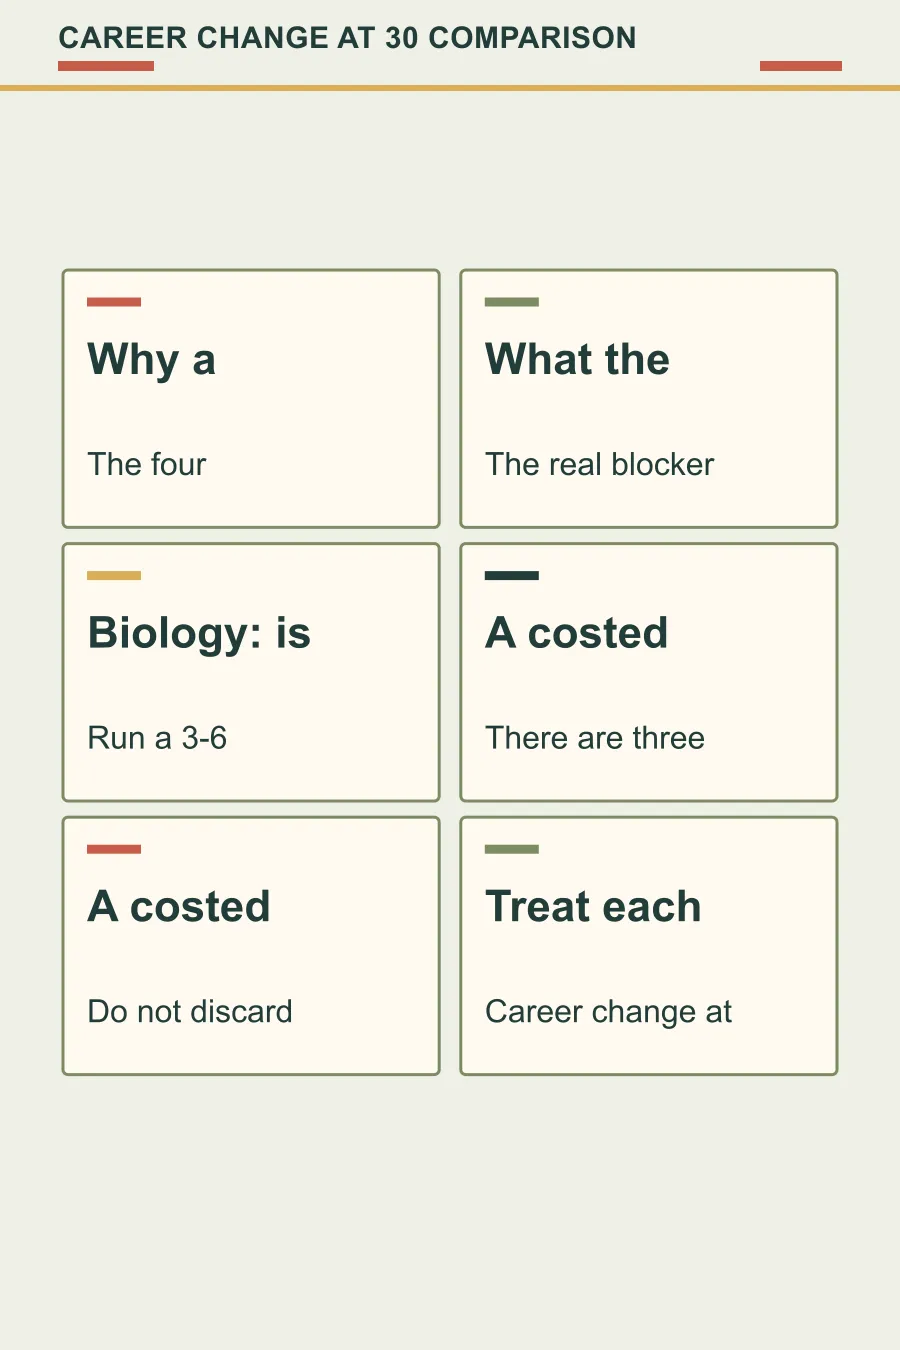 CAREER CHANGE AT 30 COMPARISON
Why a
The four
What the
The real blocker
Biology: is
Run a 3-6
A costed
There are three
A costed
Do not discard
Treat each
Career change at